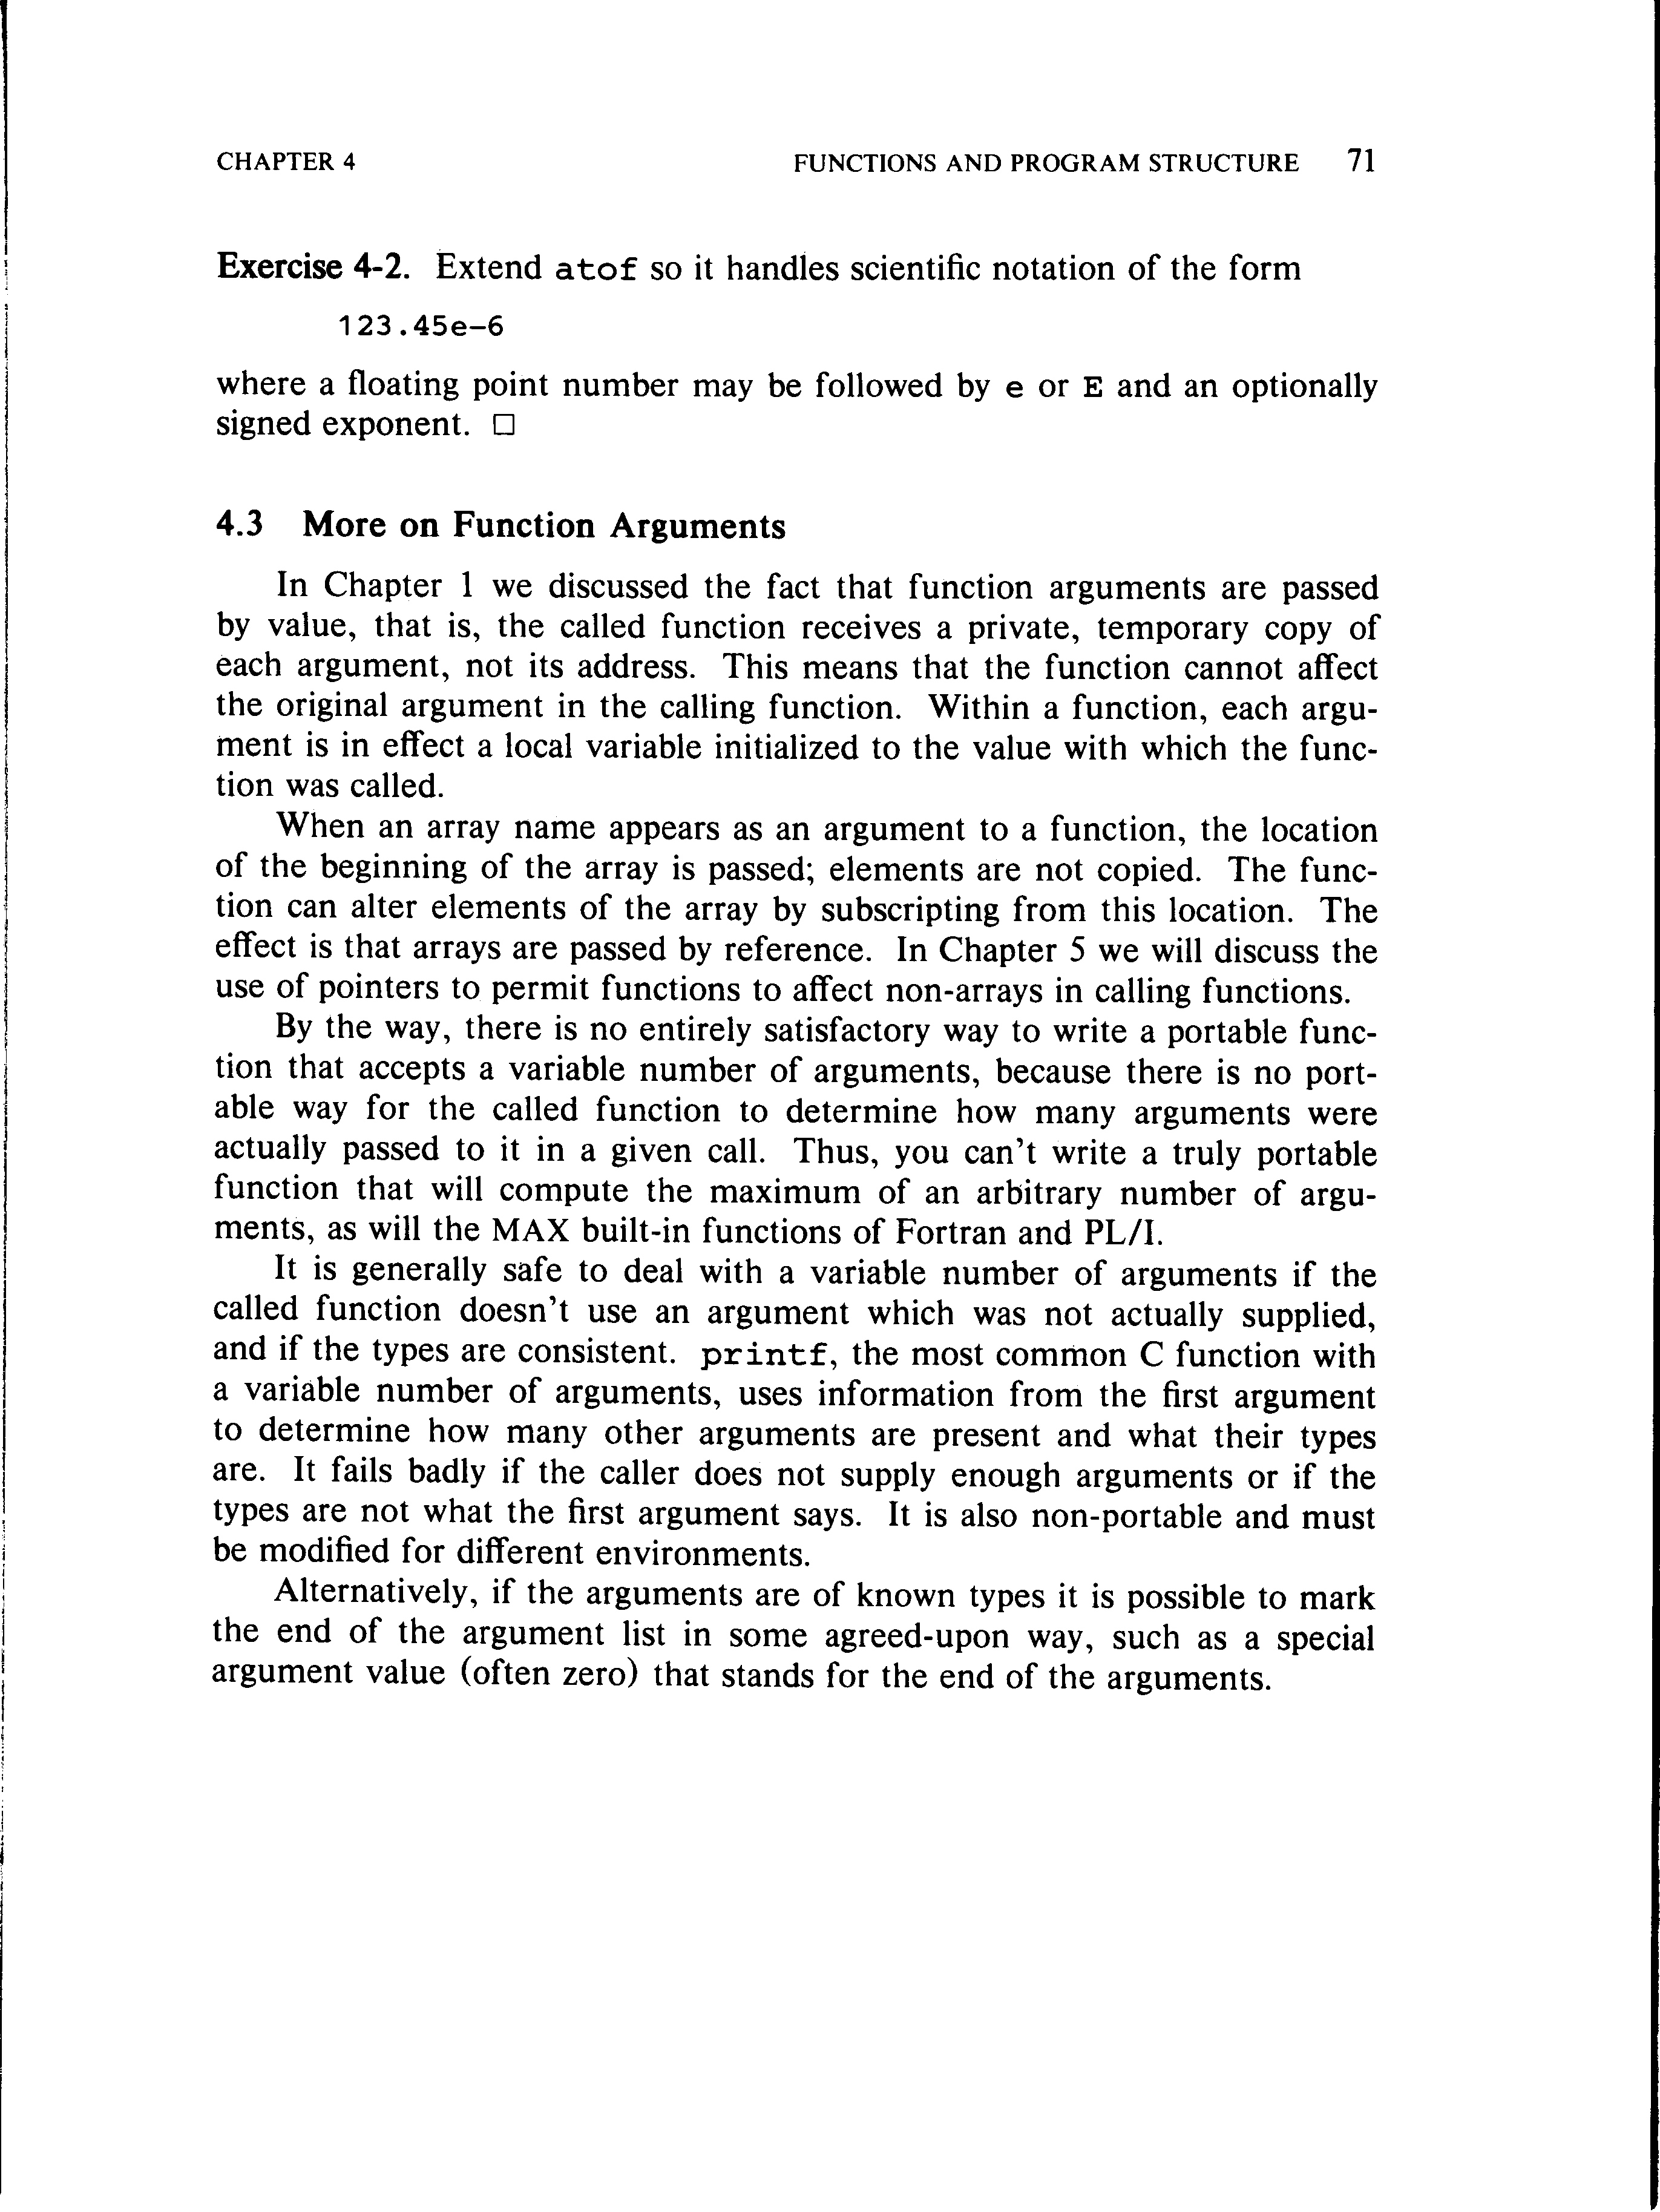 CHAPTER 4 FUNCTIONS AND PROGRAM STRUCTURE 71
Exercise 4-2. Extend atof so it handles scientific notation of the form
123.45e-6
where a floating point number may be followed by e or E and an optionally
signed exponent. □
4.3 More on Function Arguments
In Chapter 1 we discussed the fact that function arguments are passed
by value, that is, the called function receives a private, temporary copy of
each argument, not its address. This means that the function cannot affect
the original argument in the calling function. Within a function, each argu-
ment is in effect a local variable initialized to the value with which the func-
tion was called.
When an array name appears as an argument to a function, the location
of the beginning of the array is passed; elements are not copied. The func-
tion can alter elements of the array by subscripting from this location. The
effect is that arrays are passed by reference. In Chapter 5 we will discuss the
use of pointers to permit functions to affect non-arrays in calling functions.
By the way, there is no entirely satisfactory way to write a portable func-
tion that accepts a variable number of arguments, because there is no port-
able way for the called function to determine how many arguments were
actually passed to it in a given call. Thus, you can't write a truly portable
function that will compute the maximum of an arbitrary number of argu-
ments, as will the MAX built-in functions of Fortran and PL/I.
It is generally safe to deal with a variable number of arguments if the
called function doesn't use an argument which was not actually supplied,
and if the types are consistent. printf, the most common C function with
a variable number of arguments, uses information from the first argument
to determine how many other arguments are present and what their types
are. It fails badly if the caller does not supply enough arguments or if the
types are not what the first argument says. It is also non-portable and must
be modified for different environments.
Alternatively, if the arguments are of known types it is possible to mark
the end of the argument list in some agreed-upon way, such as a special
argument value (often zero) that stands for the end of the arguments.